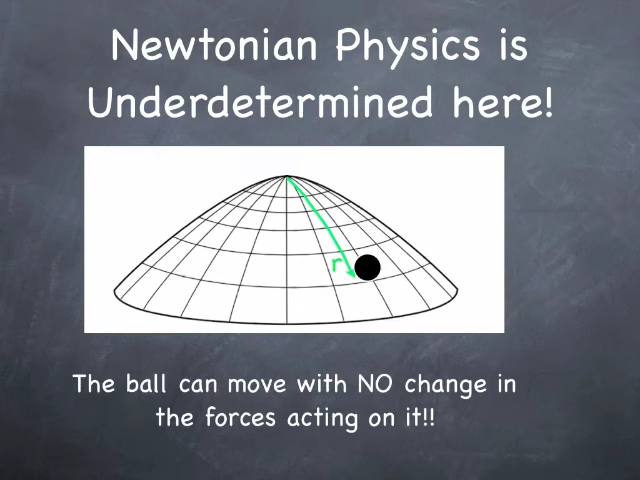 Newtonian Physics is
Underdetermined here!
r
The ball can move with NO change in
the forces acting on it!!